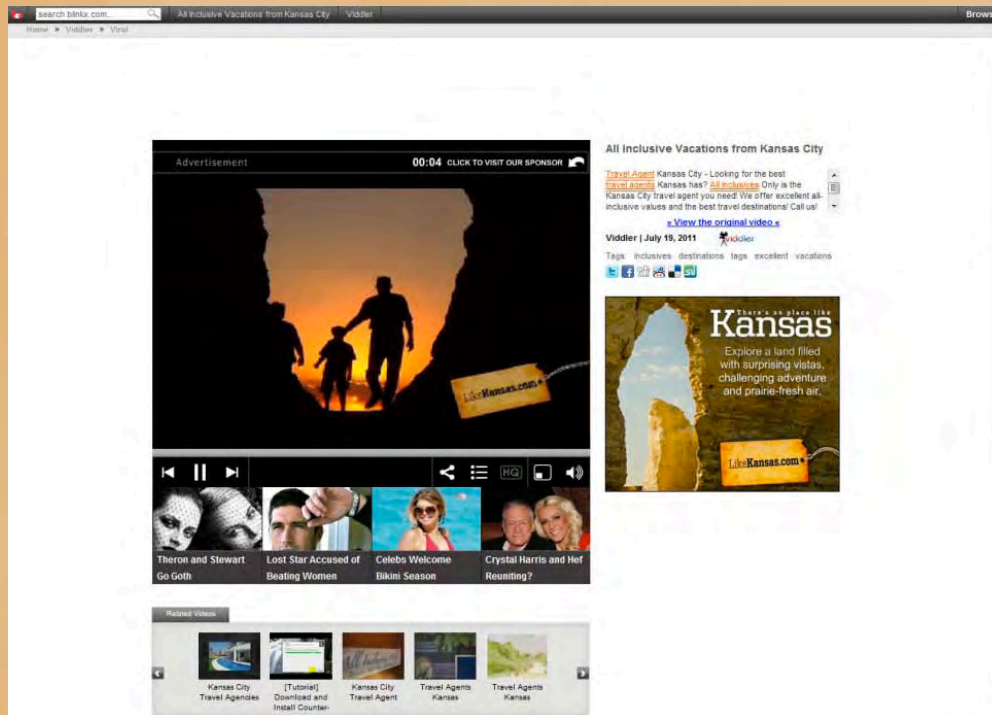 search blinkx.com...
All Inclusive Vacations from Kansas City
Viddler
Brows
Home » Viddler » Viral
Advertisement
00:04 CLICK TO VISIT OUR SPONSOR
LikeKansas.com
Theron and Stewart
Go Goth
Lost Star Accused of
Beating Women
Celebs Welcome
Bikini Season
Crystal Harris and Hef
Reuniting?
HQ
All Inclusive Vacations from Kansas City
Travel Agent Kansas City - Looking for the best
travel agents Kansas has? All Inclusives Only is the
Kansas City travel agent you need! We offer excellent all-
inclusive values and the best travel destinations! Call us!
» View the original video «
Viddler | July 19, 2011
viddler
Tags: inclusives destinations tags excellent vacations
There's no place like
Kansas
Explore a land filled
with surprising vistas,
challenging adventure
and prairie-fresh air.
LikeKansas.com
Related Videos
Kansas City
Travel Agencies
[Tutorial]
Download and
Install Counter-
Kansas City
Travel Agent
Travel Agents
Kansas
Travel Agents
Kansas